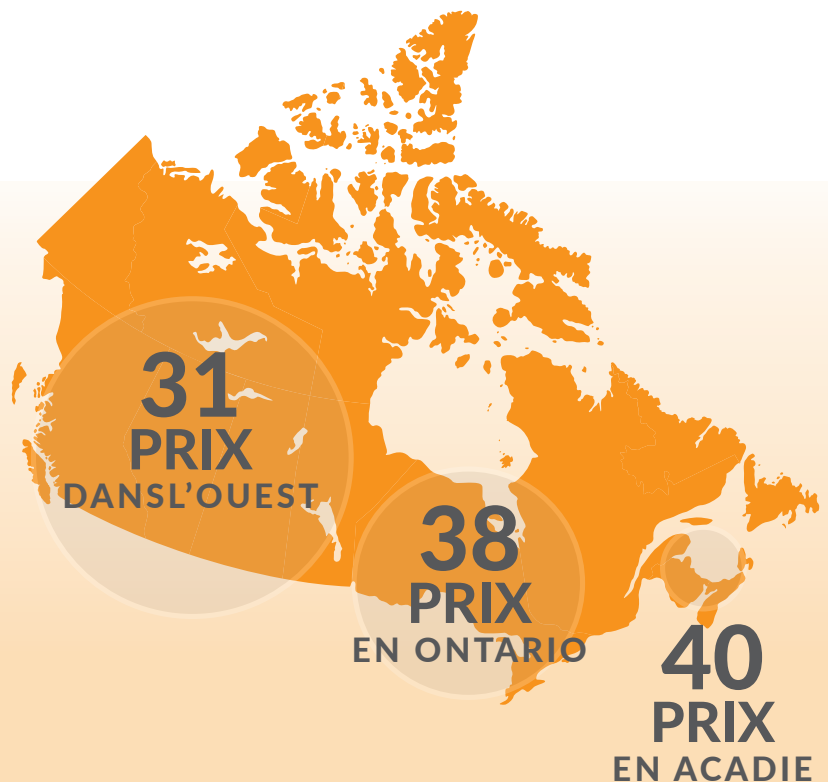 31
PRIX
DANSL’OUEST
38
PRIX
EN ONTARIO
40
PRIX
EN ACADIE